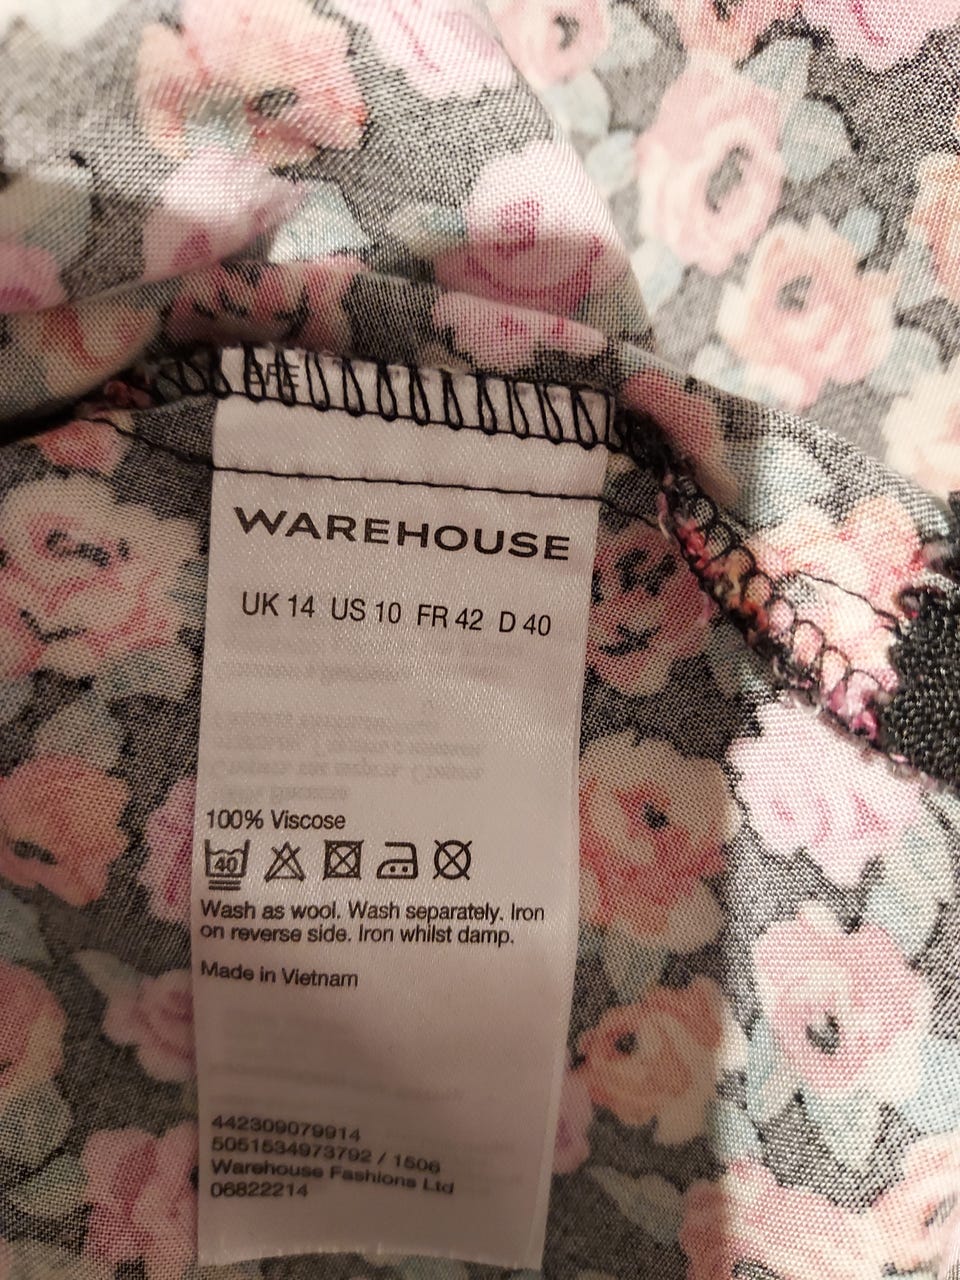 WAREHOUSE
UK 14 US 10 FR 42 D 40
100% Viscose
40
Wash as wool. Wash separately. Iron
on reverse side. Iron whilst damp.
Made in Vietnam
442309079914
5051534973792 / 1506
Warehouse Fashions Ltd
06822214